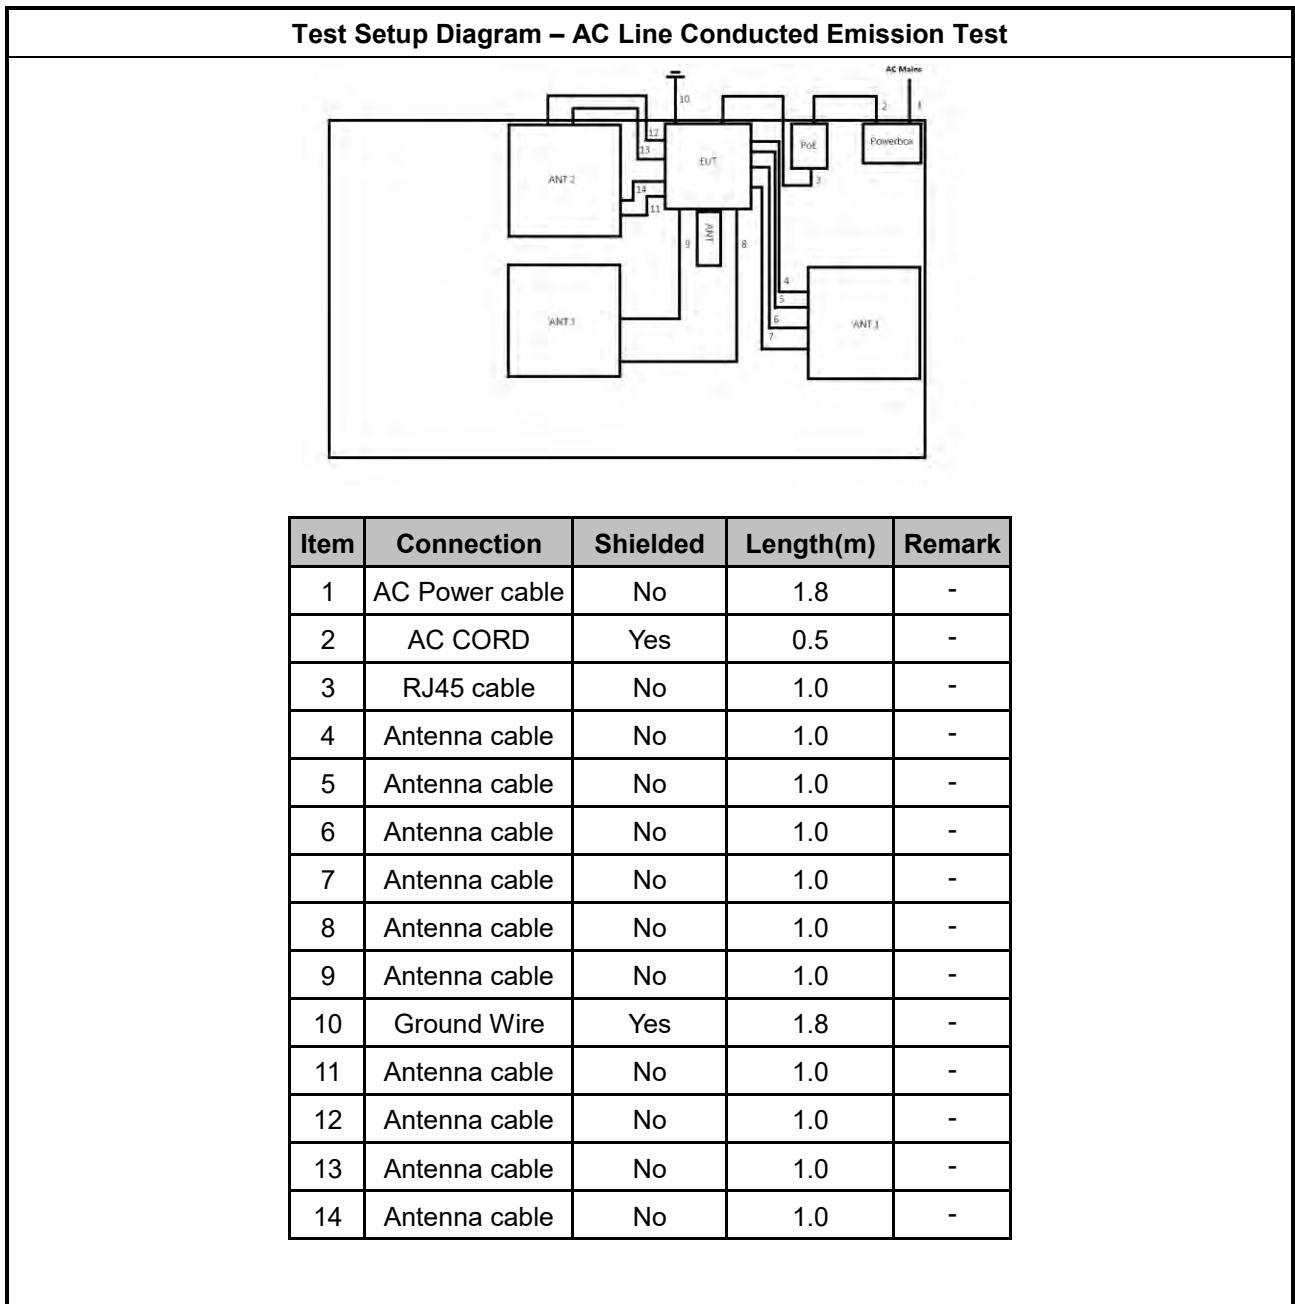 Test Setup Diagram – AC Line Conducted Emission Test
AC Mains
10
2
1
12
13
EUT
PoE
Powerbox
ANT 2
3
14
11
ANT
9
8
4
5
6
7
ANT 1
Item Connection Shielded Length(m) Remark
1 AC Power cable No 1.8 -
2 AC CORD Yes 0.5 -
3 RJ45 cable No 1.0 -
4 Antenna cable No 1.0 -
5 Antenna cable No 1.0 -
6 Antenna cable No 1.0 -
7 Antenna cable No 1.0 -
8 Antenna cable No 1.0 -
9 Antenna cable No 1.0 -
10 Ground Wire Yes 1.8 -
11 Antenna cable No 1.0 -
12 Antenna cable No 1.0 -
13 Antenna cable No 1.0 -
14 Antenna cable No 1.0 -